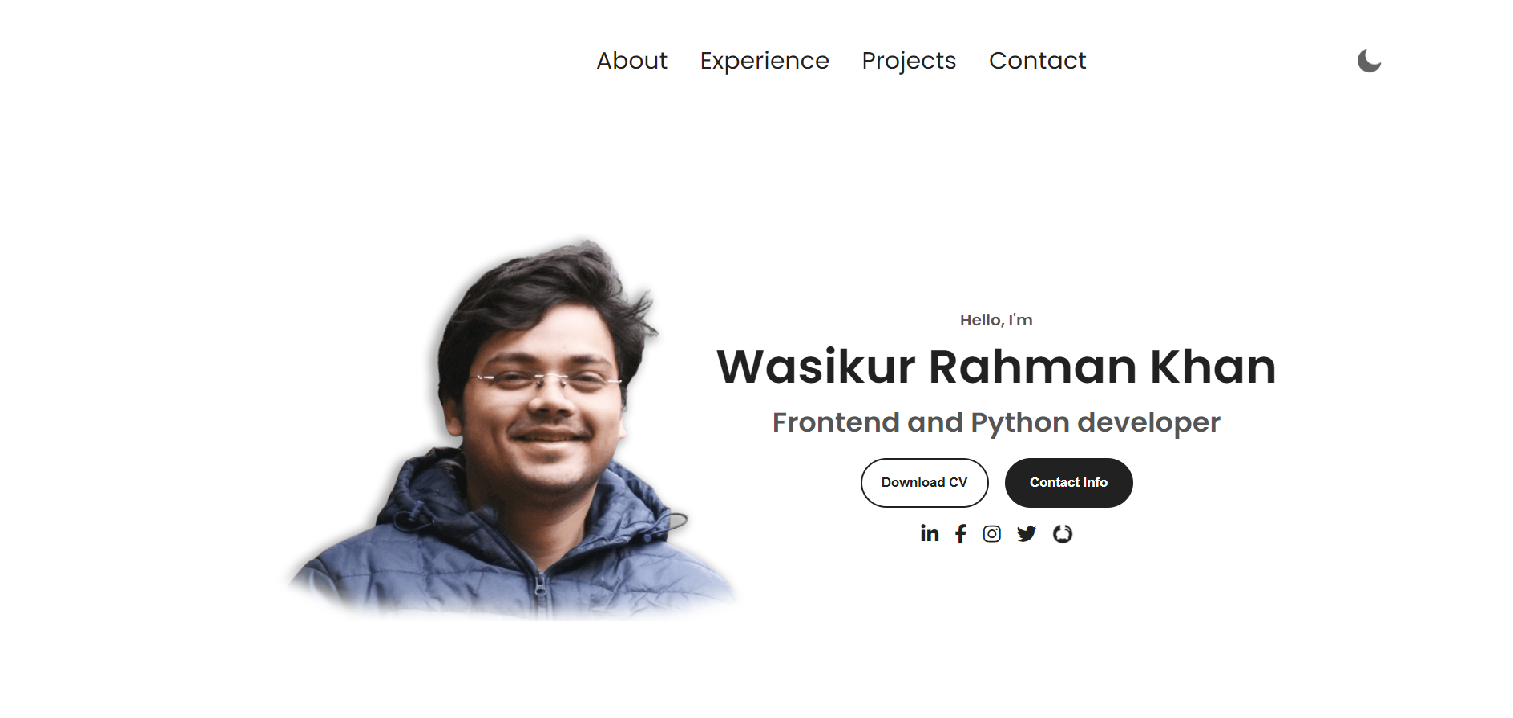 About Experience Projects Contact
Hello, I'm
Wasikur Rahman Khan
Frontend and Python developer
Download CV Contact Info